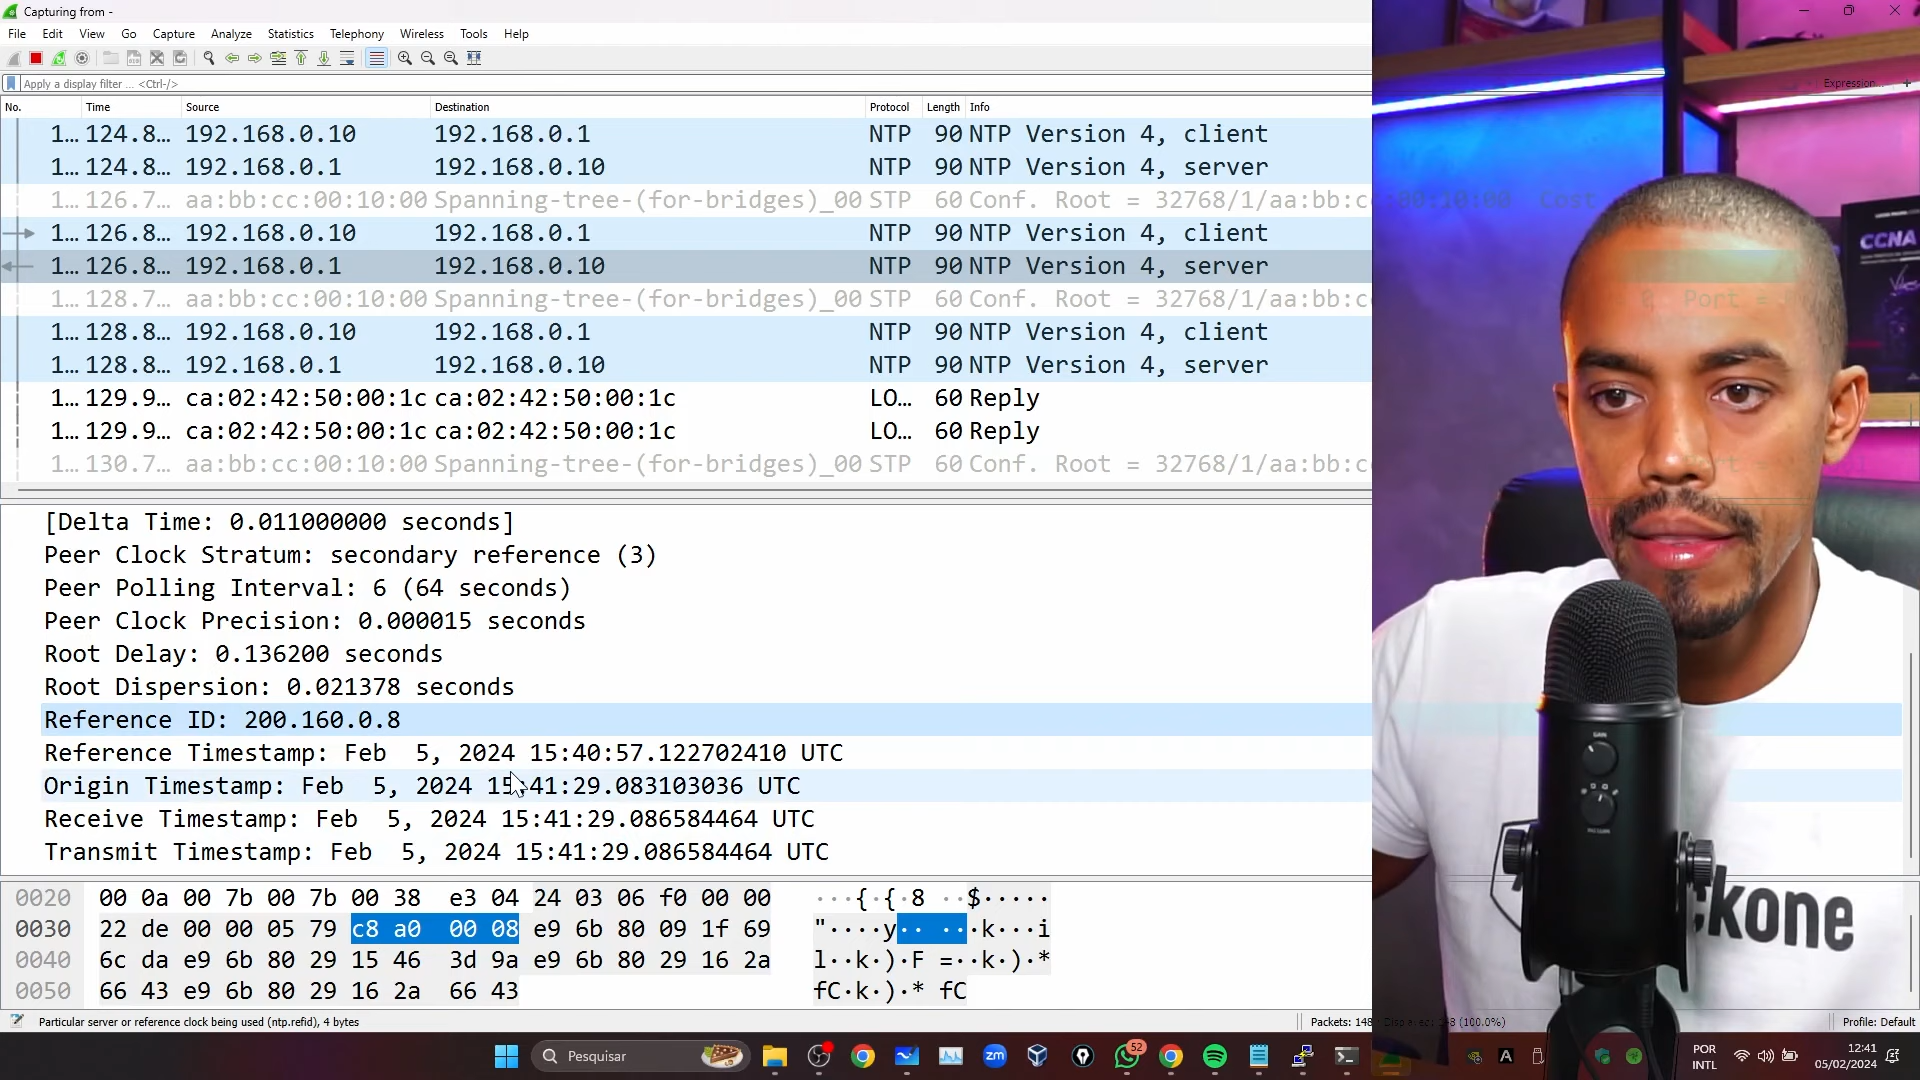 Capturing from -
File Edit View Go Capture Analyze Statistics Telephony Wireless Tools Help
Apply a display filter ... <Ctrl-/>
Expression... +
No. Time Source Destination Protocol Length Info
1... 124.8... 192.168.0.10 192.168.0.1 NTP 90 NTP Version 4, client
1... 124.8... 192.168.0.1 192.168.0.10 NTP 90 NTP Version 4, server
1... 126.7... aa:bb:cc:00:10:00 Spanning-tree-(for-bridges)_00 STP 60 Conf. Root = 32768/1/aa:bb:cc:00:10:00 Cost
1... 126.8... 192.168.0.10 192.168.0.1 NTP 90 NTP Version 4, client
1... 126.8... 192.168.0.1 192.168.0.10 NTP 90 NTP Version 4, server
1... 128.7... aa:bb:cc:00:10:00 Spanning-tree-(for-bridges)_00 STP 60 Conf. Root = 32768/1/aa:bb:c 0 Port =
1... 128.8... 192.168.0.10 192.168.0.1 NTP 90 NTP Version 4, client
1... 128.8... 192.168.0.1 192.168.0.10 NTP 90 NTP Version 4, server
1... 129.9... ca:02:42:50:00:1c ca:02:42:50:00:1c LO... 60 Reply
1... 129.9... ca:02:42:50:00:1c ca:02:42:50:00:1c LO... 60 Reply
1... 130.7... aa:bb:cc:00:10:00 Spanning-tree-(for-bridges)_00 STP 60 Conf. Root = 32768/1/aa:bb:c
CCNA
[Delta Time: 0.011000000 seconds]
Peer Clock Stratum: secondary reference (3)
Peer Polling Interval: 6 (64 seconds)
Peer Clock Precision: 0.000015 seconds
Root Delay: 0.136200 seconds
Root Dispersion: 0.021378 seconds
Reference ID: 200.160.0.8
Reference Timestamp: Feb  5, 2024 15:40:57.122702410 UTC
Origin Timestamp: Feb  5, 2024 15:41:29.083103036 UTC
Receive Timestamp: Feb  5, 2024 15:41:29.086584464 UTC
Transmit Timestamp: Feb  5, 2024 15:41:29.086584464 UTC
GAIN
ckone
0020 00 0a 00 7b 00 7b 00 38 e3 04 24 03 06 f0 00 00 ···{·{·8 ··$·····
0030 22 de 00 00 05 79 c8 a0 00 08 e9 6b 80 09 1f 69 "····y·· ···k···i
0040 6c da e9 6b 80 29 15 46 3d 9a e9 6b 80 29 16 2a l··k·)·F =··k·)·*
0050 66 43 e9 6b 80 29 16 2a 66 43 fC·k·)·* fC
Particular server or reference clock being used (ntp.refid), 4 bytes
Packets: 148 (100.0%)
Profile: Default
Pesquisar
zm
52
A
POR
INTL
12:41
05/02/2024